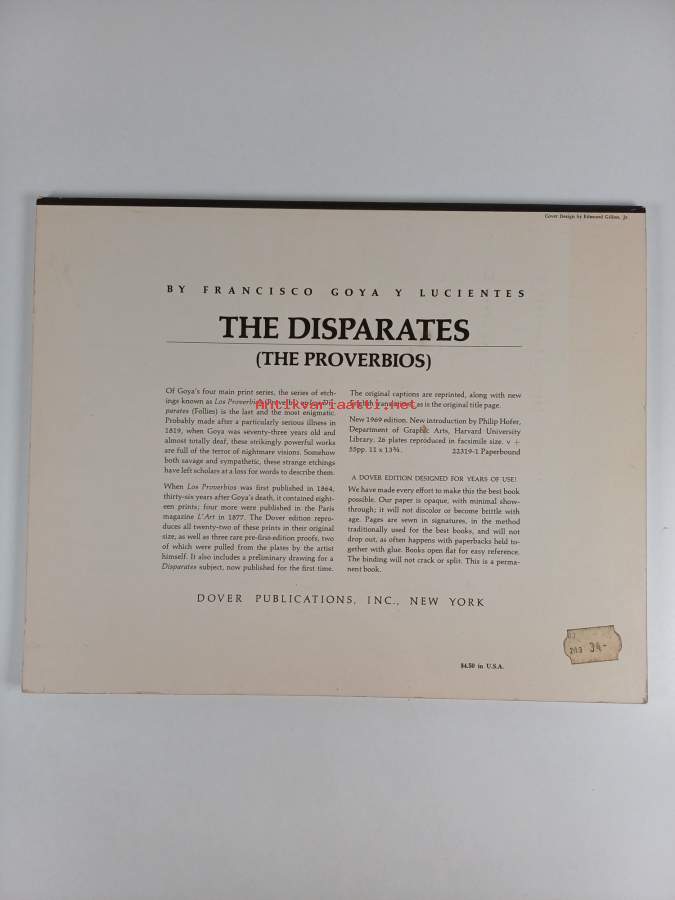 Cover Design by Edmund Gillon, Jr.
BY FRANCISCO GOYA Y LUCIENTES
THE DISPARATES
(THE PROVERBIOS)
Of Goya's four main print series, the series of etch-
ings known as Los Proverbios (Proverbs) or Los Dis-
parates (Follies) is the last and the most enigmatic.
Probably made after a particularly serious illness in
1819, when Goya was seventy-three years old and
almost totally deaf, these strikingly powerful works
are full of the terror of nightmare visions. Somehow
both savage and sympathetic, these strange etchings
have left scholars at a loss for words to describe them.
When Los Proverbios was first published in 1864,
thirty-six years after Goya's death, it contained eight-
een prints; four more were published in the Paris
magazine L'Art in 1877. The Dover edition repro-
duces all twenty-two of these prints in their original
size, as well as three rare pre-first-edition proofs, two
of which were pulled from the plates by the artist
himself. It also includes a preliminary drawing for a
Disparates subject, now published for the first time.
The original captions are reprinted, along with new
English translations, as is the original title page.
New 1969 edition. New introduction by Philip Hofer,
Department of Graphic Arts, Harvard University
Library. 26 plates reproduced in facsimile size. v +
55pp. 11 x 13¾. 22319-1 Paperbound
A DOVER EDITION DESIGNED FOR YEARS OF USE!
We have made every effort to make this the best book
possible. Our paper is opaque, with minimal show-
through; it will not discolor or become brittle with
age. Pages are sewn in signatures, in the method
traditionally used for the best books, and will not
drop out, as often happens with paperbacks held to-
gether with glue. Books open flat for easy reference.
The binding will not crack or split. This is a perma-
nent book.
Antikvariaatti.net
DOVER PUBLICATIONS, INC., NEW YORK
$4.50 in U.S.A.
34-